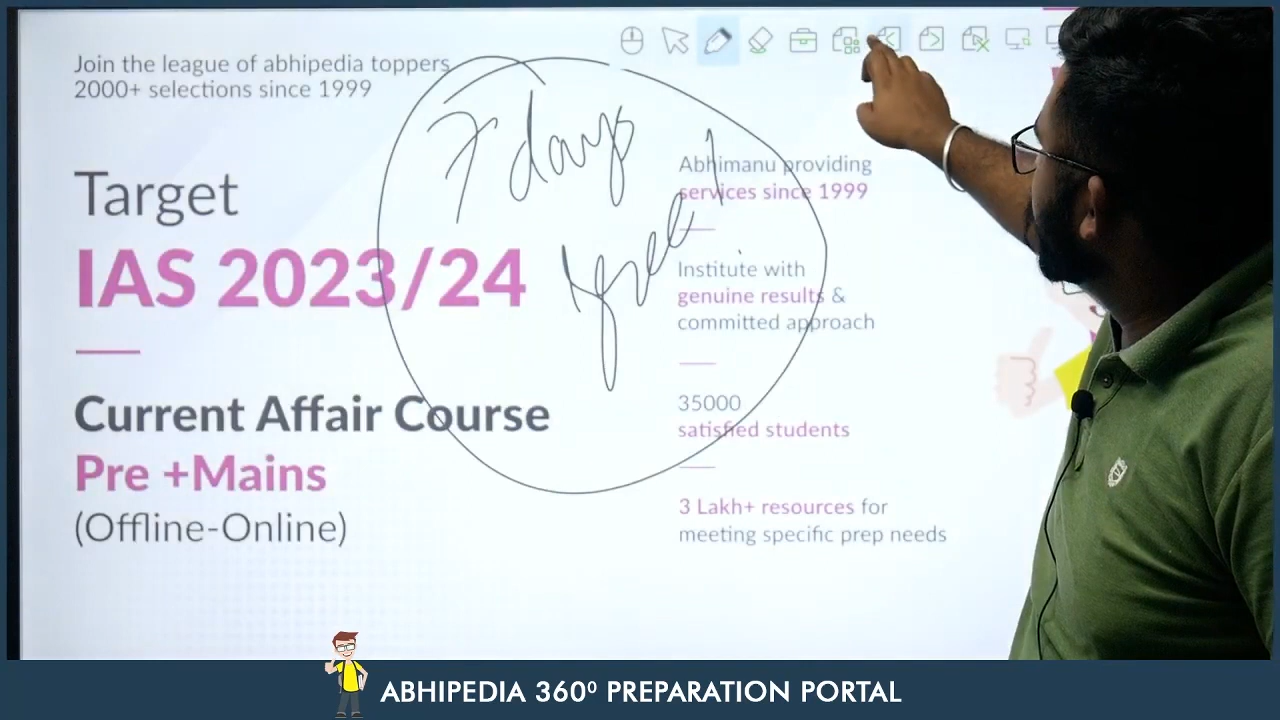 Join the league of abhipedia toppers
2000+ selections since 1999
Target
IAS 2023/24
Current Affair Course
Pre +Mains
(Offline-Online)
7 days
free!
Abhimanu providing
services since 1999
Institute with
genuine results &
committed approach
35000
satisfied students
3 Lakh+ resources for
meeting specific prep needs
ABHIPEDIA 360⁰ PREPARATION PORTAL